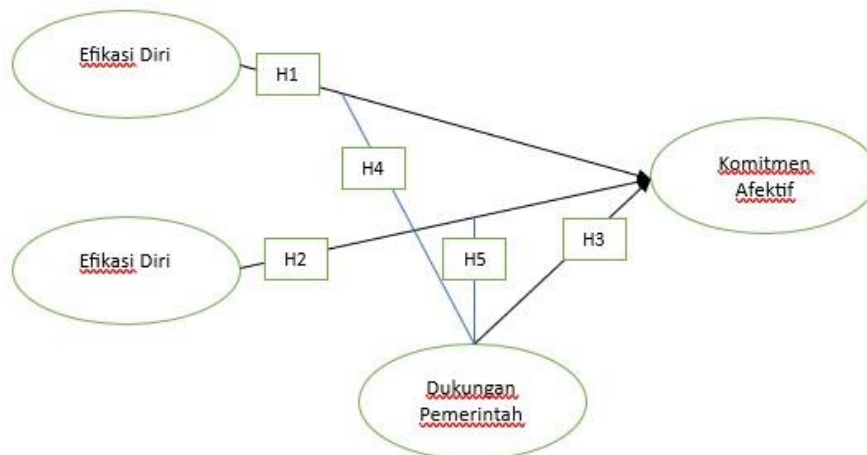 Efikasi Diri
H1
H4
Komitmen
Afektif
Efikasi Diri
H2
H5
H3
Dukungan
Pemerintah